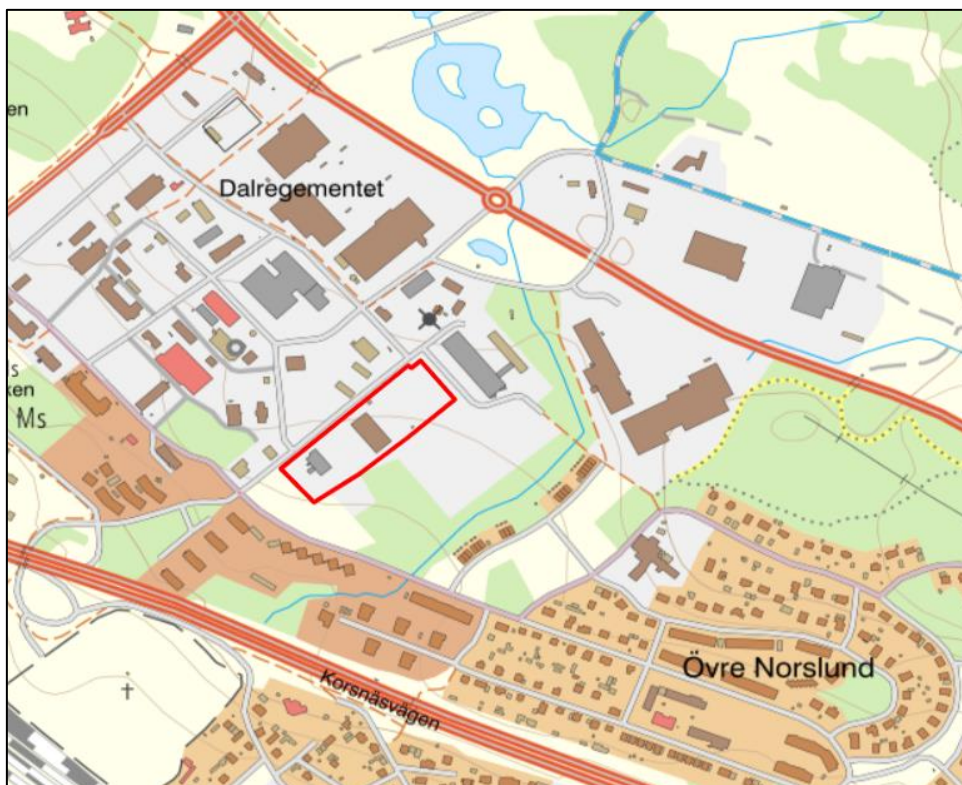 en
Dalregementet
s
ken
Ms
Övre Norslund
Korsnäsvägen